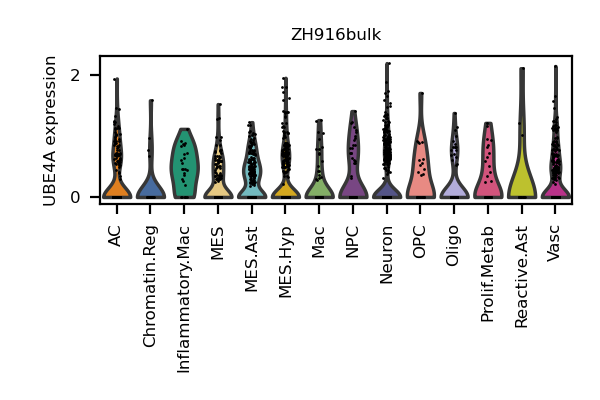 ZH916bulk
UBE4A expression
2
0
AC
Chromatin.Reg
Inflammatory.Mac
MES
MES.Ast
MES.Hyp
Mac
NPC
Neuron
OPC
Oligo
Prolif.Metab
Reactive.Ast
Vasc